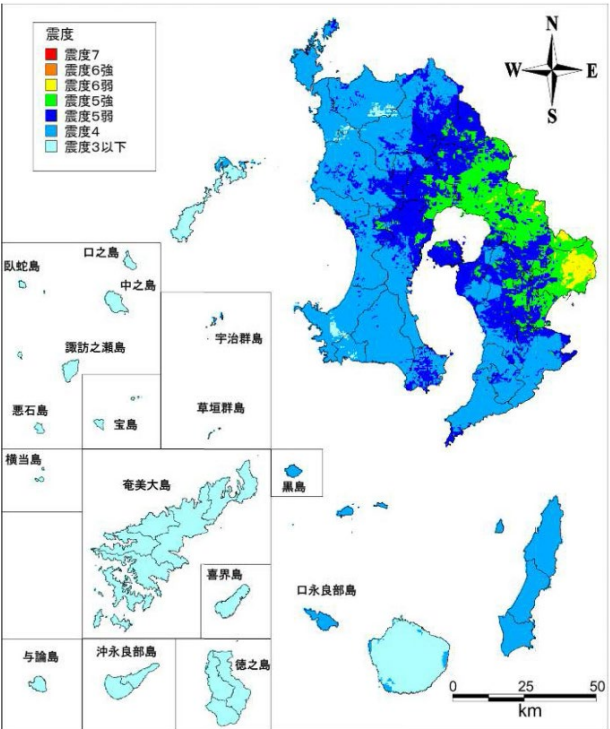 震度
震度7
震度6強
震度6弱
震度5強
震度5弱
震度4
震度3以下
N
W
E
S
臥蛇島
口之島
中之島
諏訪之瀬島
悪石島
宝島
宇治群島
草垣群島
横当島
奄美大島
黒島
喜界島
口永良部島
与論島
沖永良部島
徳之島
0 25 50
km